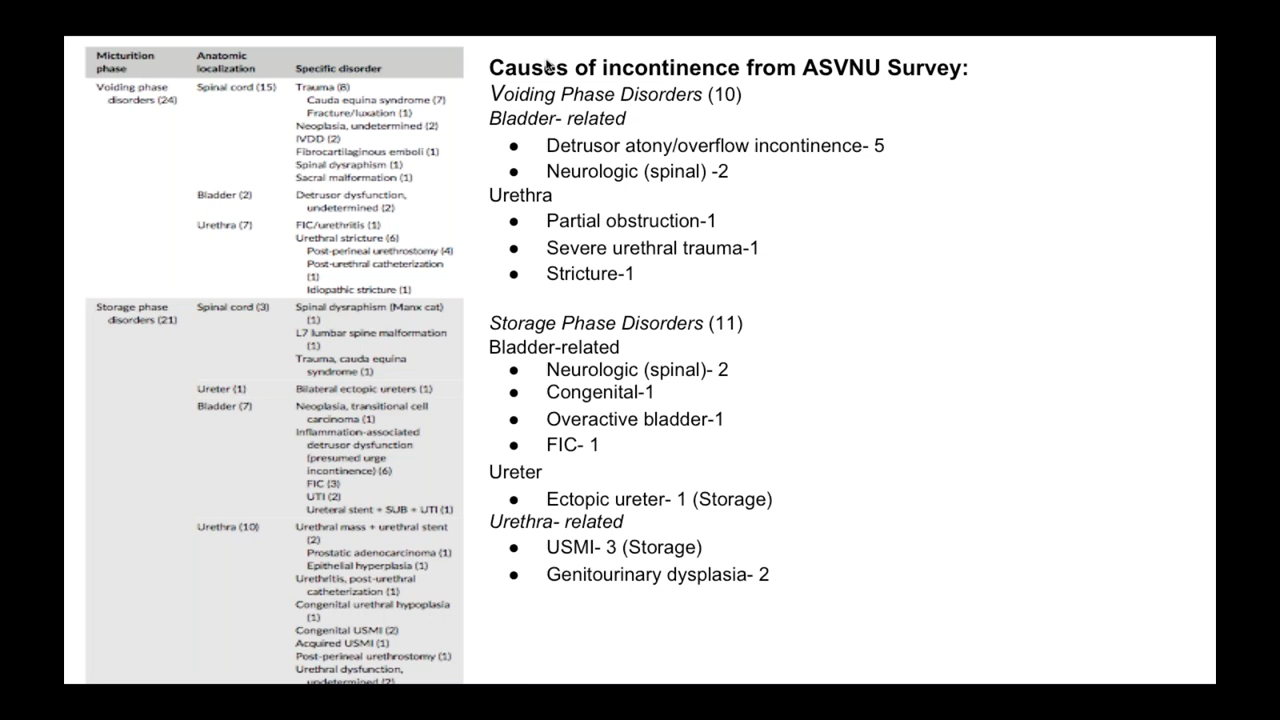 Micturition phase
Anatomic localization
Specific disorder
Voiding phase disorders (24)
Spinal cord (15)
Trauma (8)
Cauda equina syndrome (7)
Fracture/luxation (1)
Neoplasia, undetermined (2)
IVDD (2)
Fibrocartilaginous emboli (1)
Spinal dysraphism (1)
Sacral malformation (1)
Bladder (2)
Detrusor dysfunction,
undetermined (2)
Urethra (7)
FIC/urethritis (1)
Urethral stricture (6)
Post-perineal urethrostomy (4)
Post-urethral catheterization
(1)
Idiopathic stricture (1)
Storage phase disorders (21)
Spinal cord (3)
Spinal dysraphism (Manx cat)
(1)
L7 lumbar spine malformation
(1)
Trauma, cauda equina
syndrome (1)
Ureter (1)
Bilateral ectopic ureters (1)
Bladder (7)
Neoplasia, transitional cell
carcinoma (1)
Inflammation-associated
detrusor dysfunction
(presumed urge
incontinence) (6)
FIC (3)
UTI (2)
Ureteral stent + SUB + UTI (1)
Urethra (10)
Urethral mass + urethral stent
(2)
Prostatic adenocarcinoma (1)
Epithelial hyperplasia (1)
Urethritis, post-urethral
catheterization (1)
Congenital urethral hypoplasia
(1)
Congenital USMI (2)
Acquired USMI (1)
Post-perineal urethrostomy (1)
Urethral dysfunction,
undetermined (2)
Causes of incontinence from ASVNU Survey:
Voiding Phase Disorders (10)
Bladder- related
● Detrusor atony/overflow incontinence- 5
● Neurologic (spinal) -2
Urethra
● Partial obstruction-1
● Severe urethral trauma-1
● Stricture-1
Storage Phase Disorders (11)
Bladder-related
● Neurologic (spinal)- 2
● Congenital-1
● Overactive bladder-1
● FIC- 1
Ureter
● Ectopic ureter- 1 (Storage)
Urethra- related
● USMI- 3 (Storage)
● Genitourinary dysplasia- 2